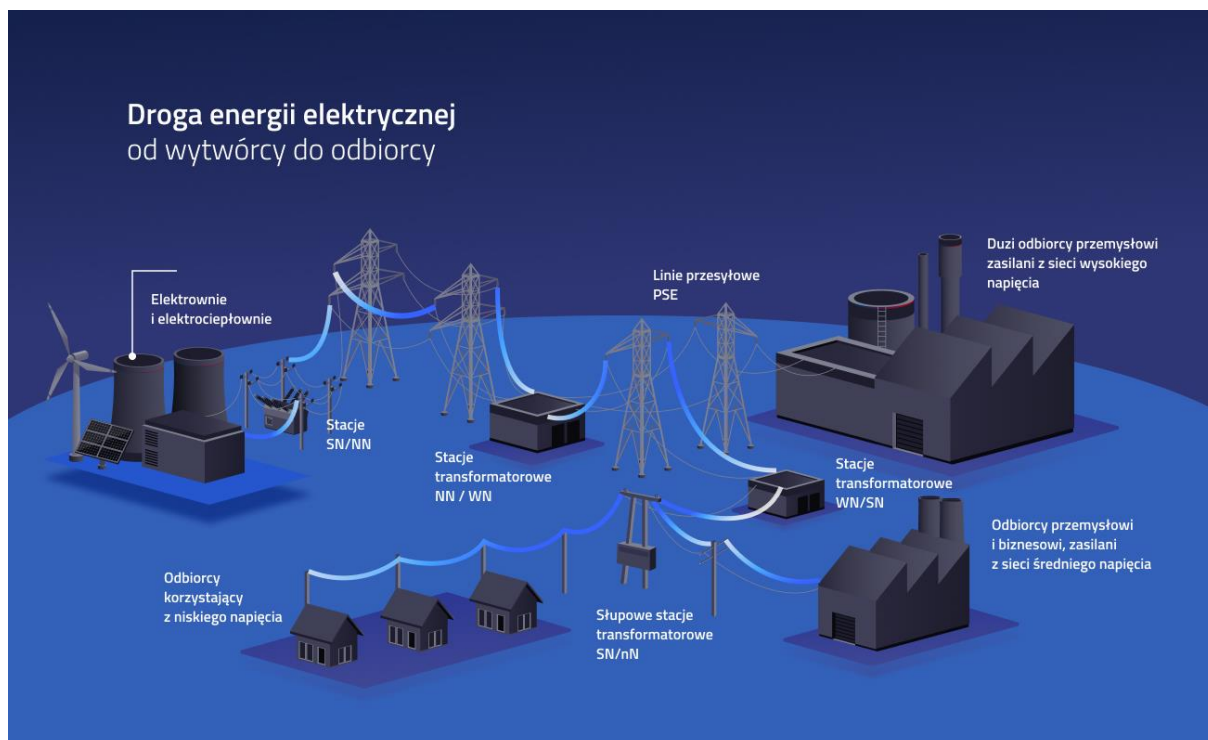 Droga energii elektrycznej
od wytwórcy do odbiorcy
Elektrownie
i elektrociepłownie
Stacje
SN/NN
Stacje
transformatorowe
NN / WN
Linie przesyłowe
PSE
Duzi odbiorcy przemysłowi
zasilani z sieci wysokiego
napięcia
Stacje
transformatorowe
WN/SN
Odbiorcy przemysłowi
i biznesowi, zasilani
z sieci średniego napięcia
Słupowe stacje
transformatorowe
SN/nN
Odbiorcy
korzystający
z niskiego napięcia